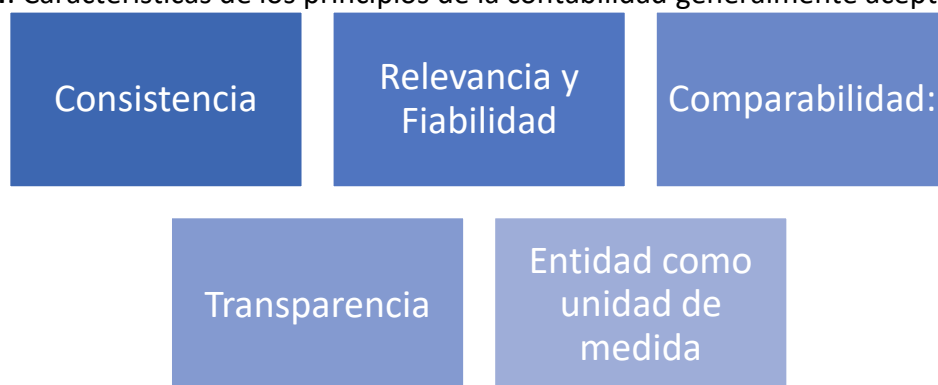 Características de los principios de la contabilidad generalmente
Consistencia
Relevancia y
Fiabilidad
Comparabilidad:
Transparencia
Entidad como
unidad de
medida